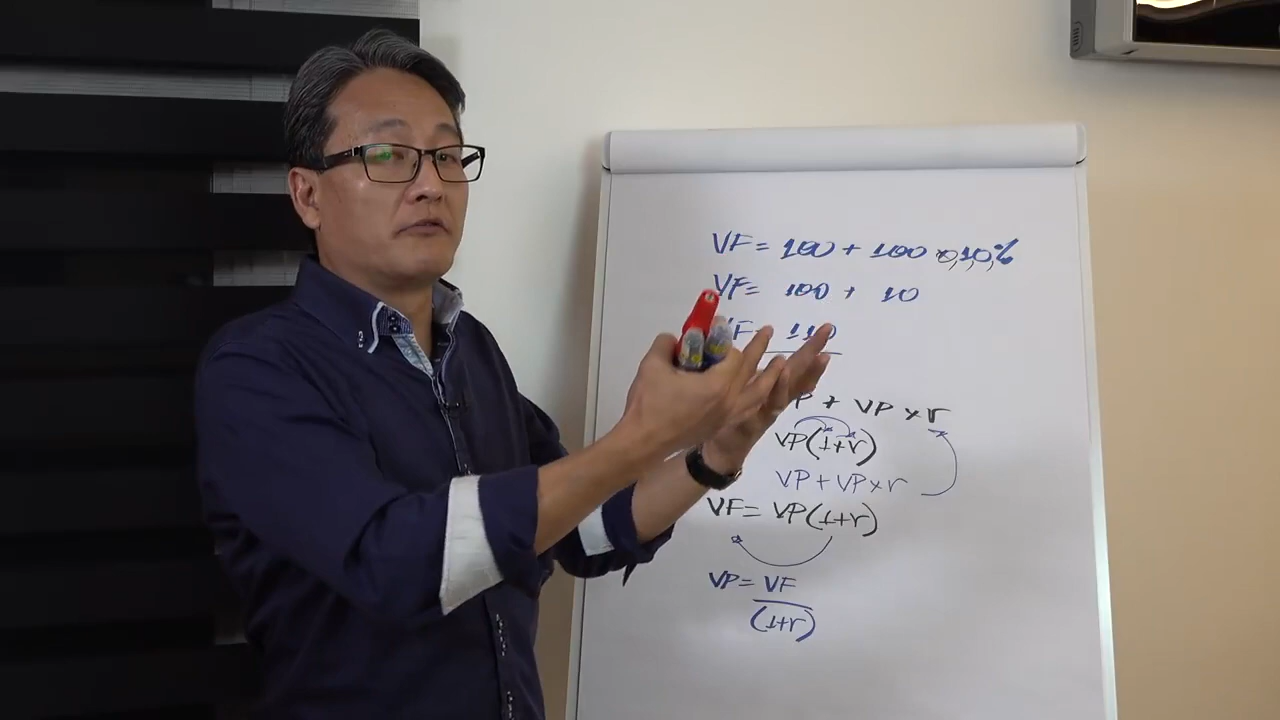 VF = 100 + 100 x 10%
VF = 100 + 10
VF = 110
VP + VP x r
VP(1+r)
VP + VP x r
VF = VP(1+r)
VP = VF
(1+r)